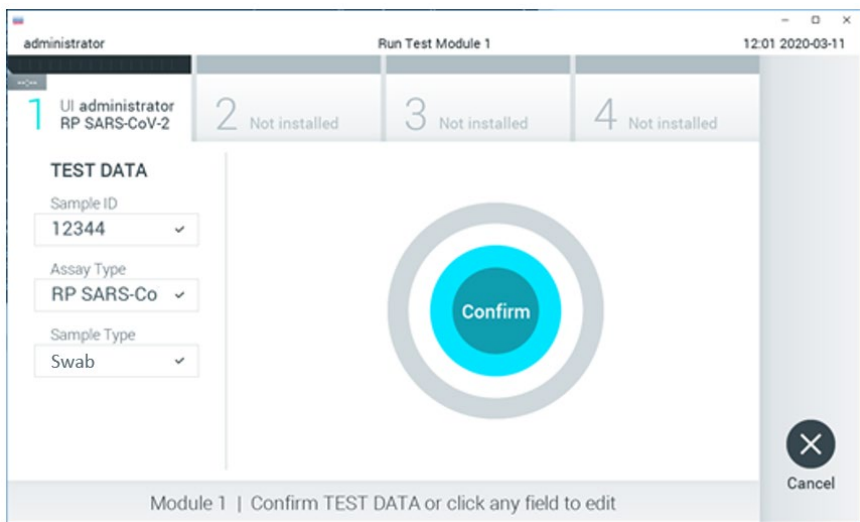 administrator
Run Test Module 1
12:01 2020-03-11
--:--
1 UI administrator
RP SARS-CoV-2
2 Not installed
3 Not installed
4 Not installed
TEST DATA
Sample ID
12344
Assay Type
RP SARS-Co
Sample Type
Swab
Confirm
Cancel
Module 1 | Confirm TEST DATA or click any field to edit